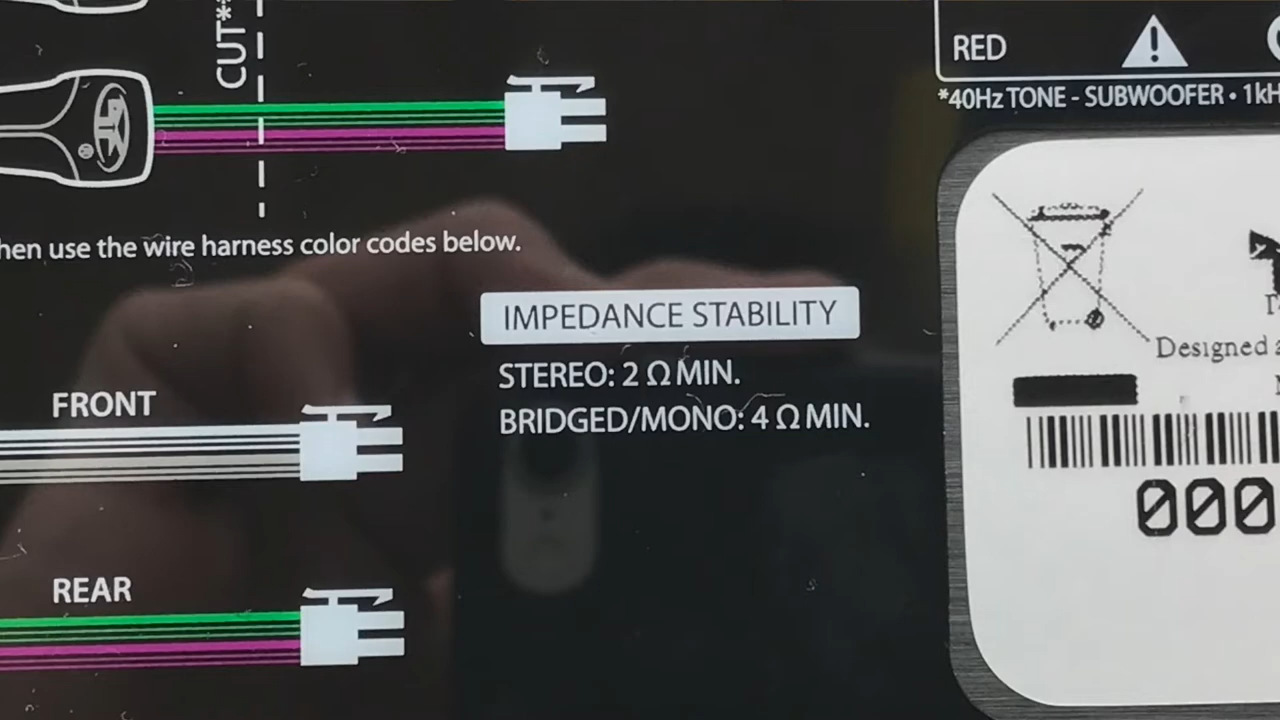 CUT**
RED
*40Hz TONE - SUBWOOFER • 1kH
hen use the wire harness color codes below.
IMPEDANCE STABILITY
STEREO: 2 Ω MIN.
BRIDGED/MONO: 4 Ω MIN.
FRONT
REAR
Designed
000